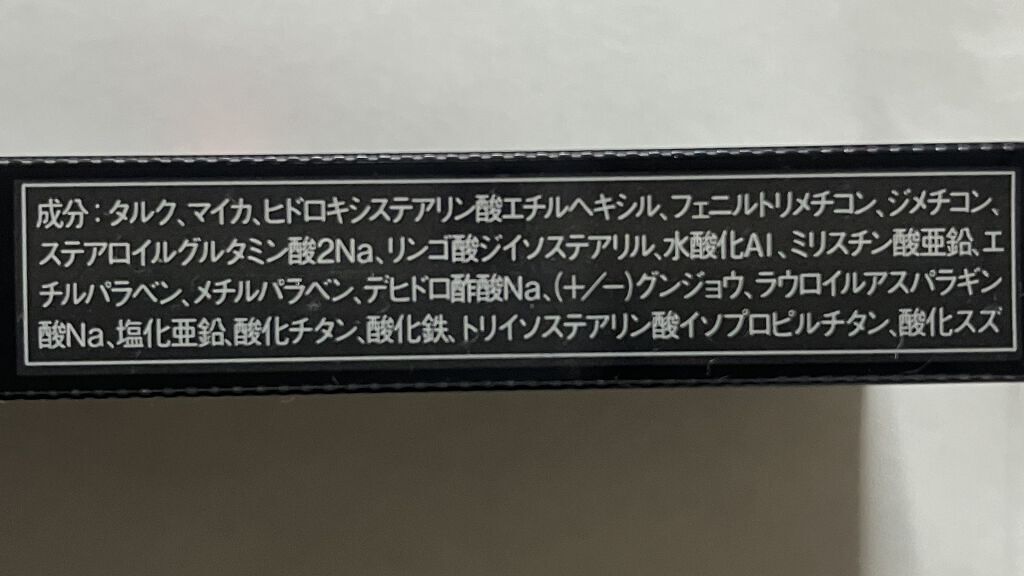 成分：タルク、マイカ、ヒドロキシステアリン酸エチルヘキシル、フェニルトリメチコン、ジメチコン、
ステアロイルグルタミン酸2Na、リンゴ酸ジイソステアリル、水酸化Al、ミリスチン酸亜鉛、エ
チルパラベン、メチルパラベン、デヒドロ酢酸Na、(+/−)グンジョウ、ラウロイルアスパラギン
酸Na、塩化亜鉛、酸化チタン、酸化鉄、トリイソステアリン酸イソプロピルチタン、酸化スズ